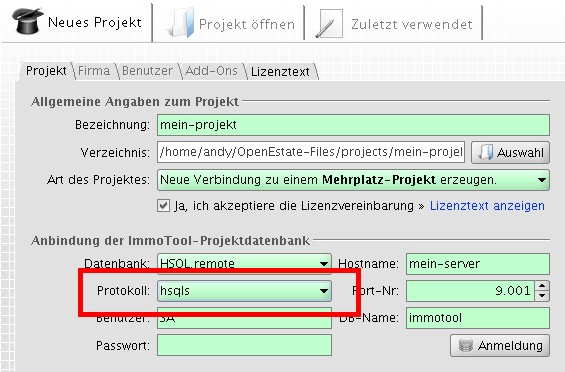 Neues Projekt Projekt öffnen Zuletzt verwendet
Projekt Firma Benutzer Add-Ons Lizenztext
Allgemeine Angaben zum Projekt
Bezeichnung: mein-projekt
Verzeichnis: /home/andy/OpenEstate-Files/projects/mein-projel Auswahl
Art des Projektes: Neue Verbindung zu einem Mehrplatz-Projekt erzeugen.
Ja, ich akzeptiere die Lizenzvereinbarung » Lizenztext anzeigen
Anbindung der ImmoTool-Projektdatenbank
Datenbank: HSQL.remote Hostname: mein-server
Protokoll: hsqls Port-Nr: 9.001
Benutzer: SA DB-Name: immotool
Passwort: Anmeldung